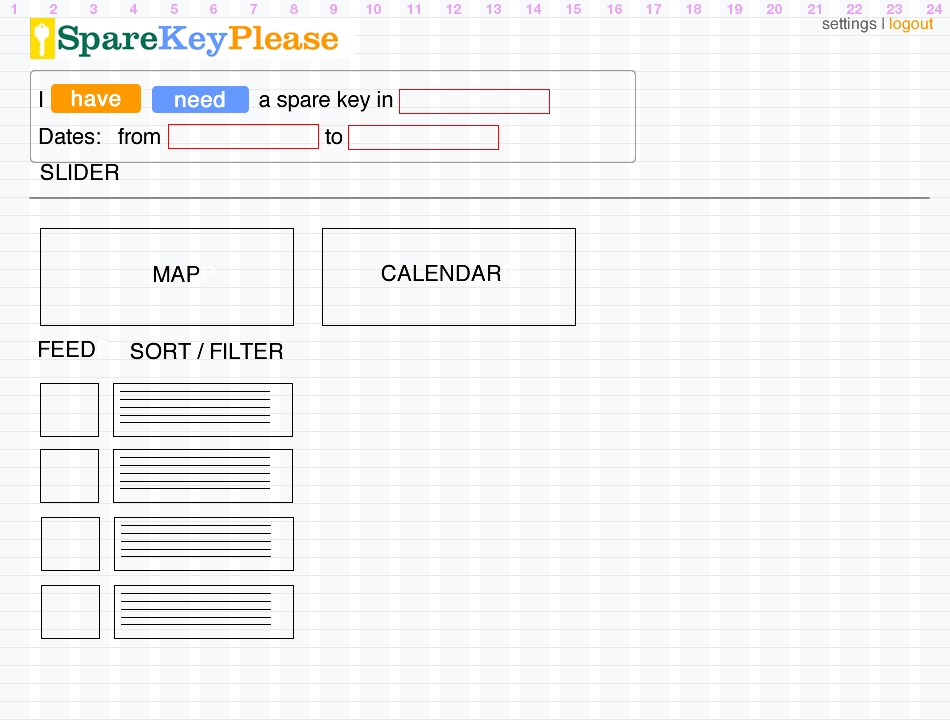 1 2 3 4 5 6 7 8 9 10 11 12 13 14 15 16 17 18 19 20 21 22 23 24
settings | logout
SpareKeyPlease
I have need a spare key in
Dates: from to
SLIDER
MAP CALENDAR
FEED SORT / FILTER